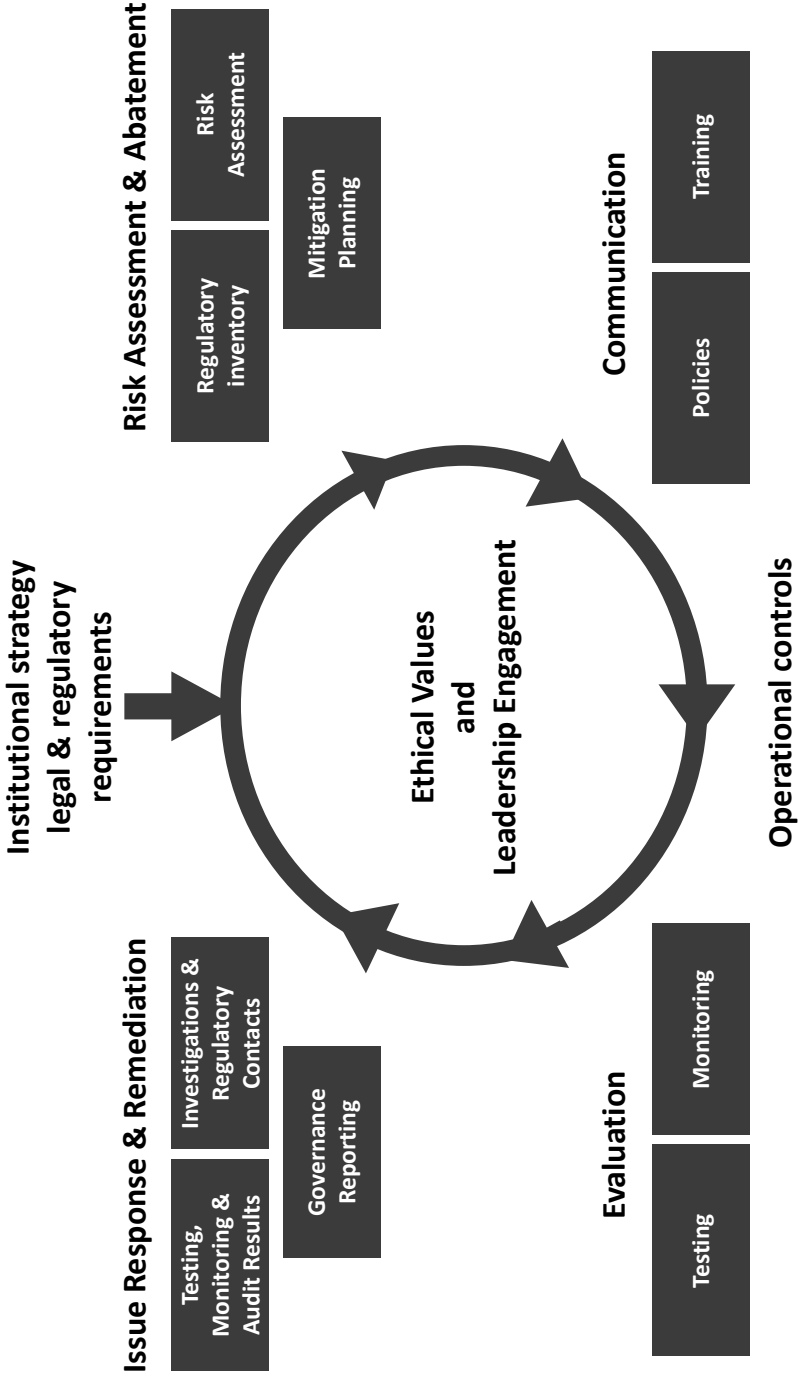 Institutional strategy
legal & regulatory
requirements
Issue Response & Remediation
Testing,
Monitoring &
Audit Results
Investigations &
Regulatory
Contacts
Governance
Reporting
Risk Assessment & Abatement
Regulatory
inventory
Risk
Assessment
Mitigation
Planning
Ethical Values
and
Leadership Engagement
Evaluation
Testing
Monitoring
Communication
Policies
Training
Operational controls